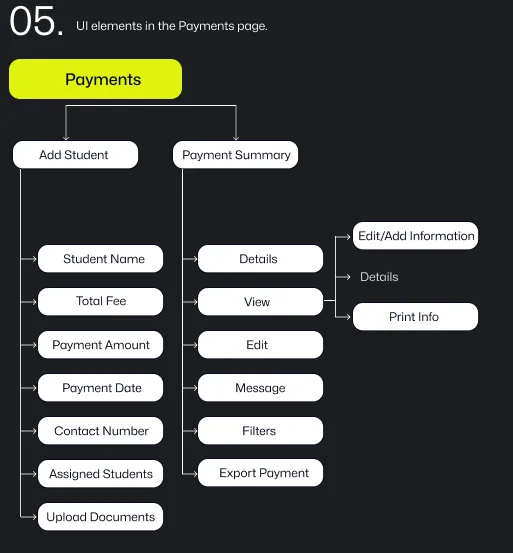 05.
UI elements in the Payments page.
Payments
Add Student
Payment Summary
Student Name
Total Fee
Payment Amount
Payment Date
Contact Number
Assigned Students
Upload Documents
Details
View
Edit
Message
Filters
Export Payment
Edit/Add Information
Details
Print Info